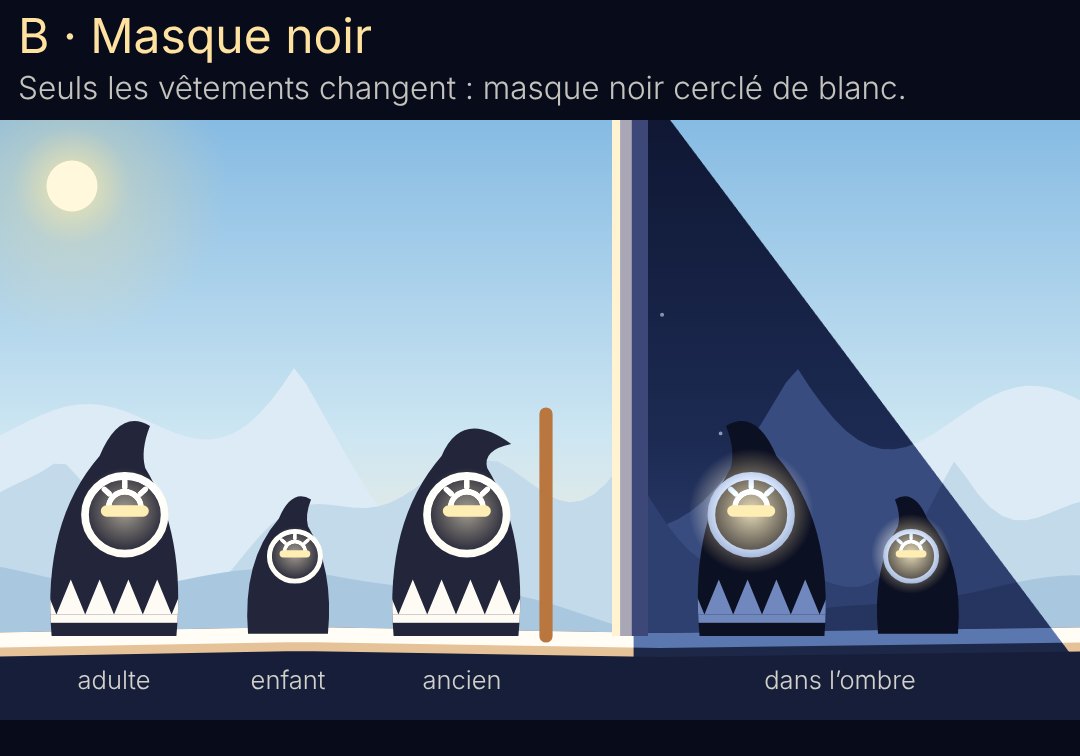 B · Masque noir
Seuls les vêtements changent : masque noir cerclé de blanc.
adulte
enfant
ancien
dans l’ombre